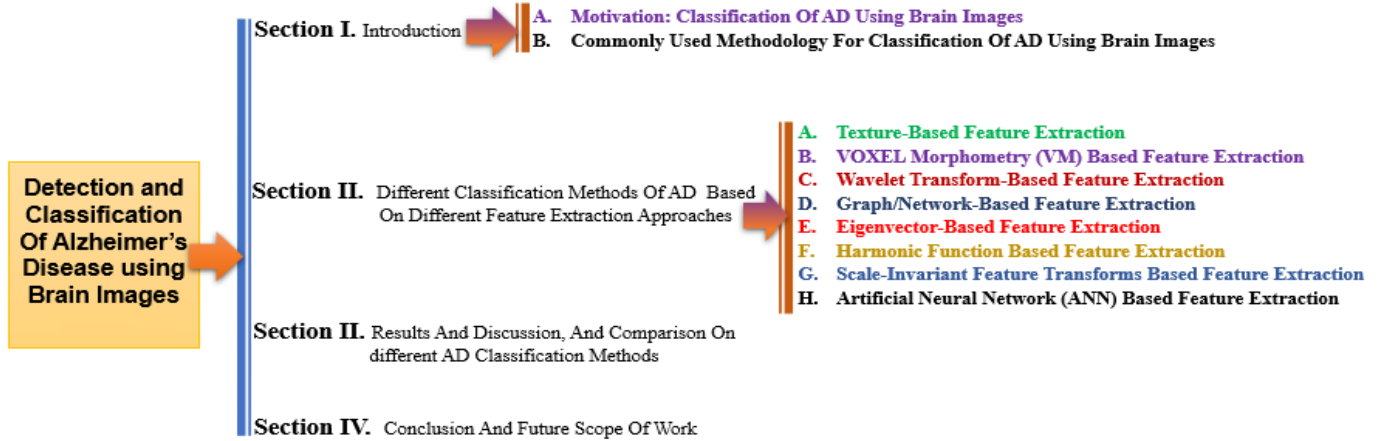 Detection and
Classification
Of Alzheimer's
Disease using
Brain Images
Section I. Introduction
A. Motivation: Classification Of AD Using Brain Images
B. Commonly Used Methodology For Classification Of AD Using Brain Images
Section II. Different Classification Methods Of AD Based
On Different Feature Extraction Approaches
A. Texture-Based Feature Extraction
B. VOXEL Morphometry (VM) Based Feature Extraction
C. Wavelet Transform-Based Feature Extraction
D. Graph/Network-Based Feature Extraction
E. Eigenvector-Based Feature Extraction
F. Harmonic Function Based Feature Extraction
G. Scale-Invariant Feature Transforms Based Feature Extraction
H. Artificial Neural Network (ANN) Based Feature Extraction
Section II. Results And Discussion, And Comparison On
different AD Classification Methods
Section IV. Conclusion And Future Scope Of Work